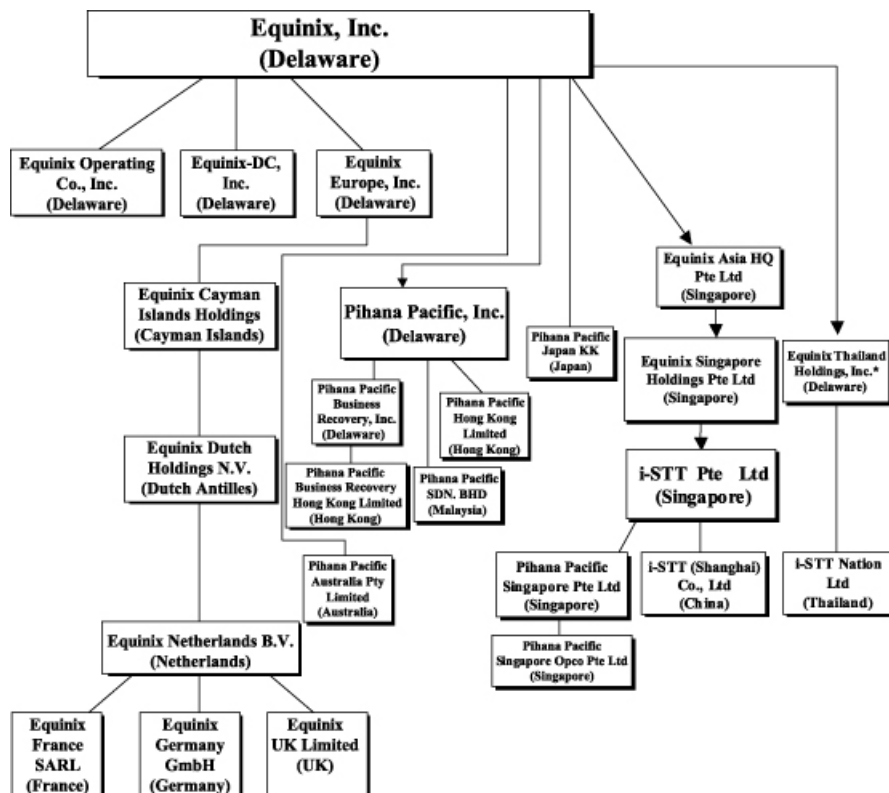 Equinix, Inc.
(Delaware)
Equinix Operating
Co., Inc.
(Delaware)
Equinix-DC,
Inc.
(Delaware)
Equinix
Europe, Inc.
(Delaware)
Equinix Asia HQ
Pte Ltd
(Singapore)
Equinix Cayman
Islands Holdings
(Cayman Islands)
Pihana Pacific, Inc.
(Delaware)
Pihana Pacific
Japan KK
(Japan)
Equinix Singapore
Holdings Pte Ltd
(Singapore)
Equinix Thailand
Holdings, Inc.*
(Delaware)
Pihana Pacific
Business
Recovery, Inc.
(Delaware)
Pihana Pacific
Hong Kong
Limited
(Hong Kong)
Equinix Dutch
Holdings N.V.
(Dutch Antilles)
Pihana Pacific
Business Recovery
Hong Kong Limited
(Hong Kong)
Pihana Pacific
SDN. BHD
(Malaysia)
i-STT Pte Ltd
(Singapore)
Pihana Pacific
Australia Pty
Limited
(Australia)
Pihana Pacific
Singapore Pte Ltd
(Singapore)
i-STT (Shanghai)
Co., Ltd
(China)
i-STT Nation
Ltd
(Thailand)
Equinix Netherlands B.V.
(Netherlands)
Pihana Pacific
Singapore Opco Pte Ltd
(Singapore)
Equinix
France
SARL
(France)
Equinix
Germany
GmbH
(Germany)
Equinix
UK Limited
(UK)